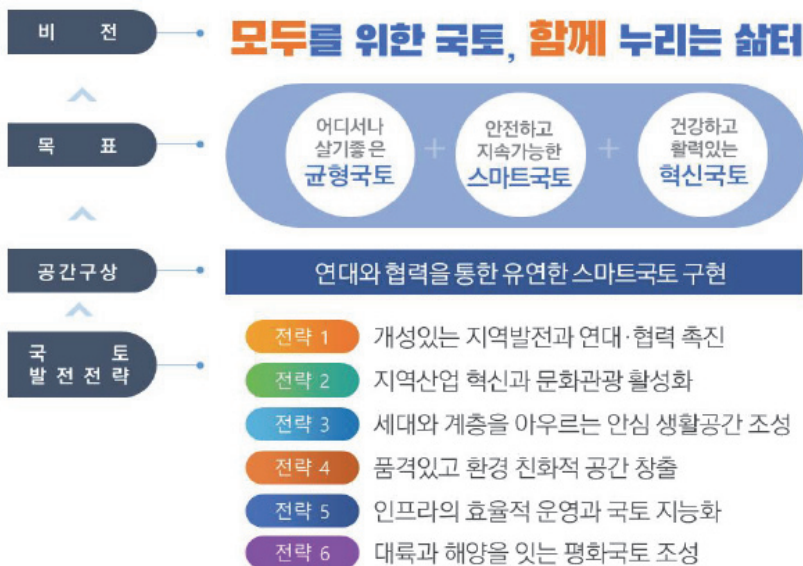 비 전
모두를 위한 국토, 함께 누리는 삶터
목 표
어디서나
살기좋은
균형국토
+
안전하고
지속가능한
스마트국토
+
건강하고
활력있는
혁신국토
공간구상
연대와 협력을 통한 유연한 스마트국토 구현
국 토
발전전략
전략 1 개성있는 지역발전과 연대·협력 촉진
전략 2 지역산업 혁신과 문화관광 활성화
전략 3 세대와 계층을 아우르는 안심 생활공간 조성
전략 4 품격있고 환경 친화적 공간 창출
전략 5 인프라의 효율적 운영과 국토 지능화
전략 6 대륙과 해양을 잇는 평화국토 조성